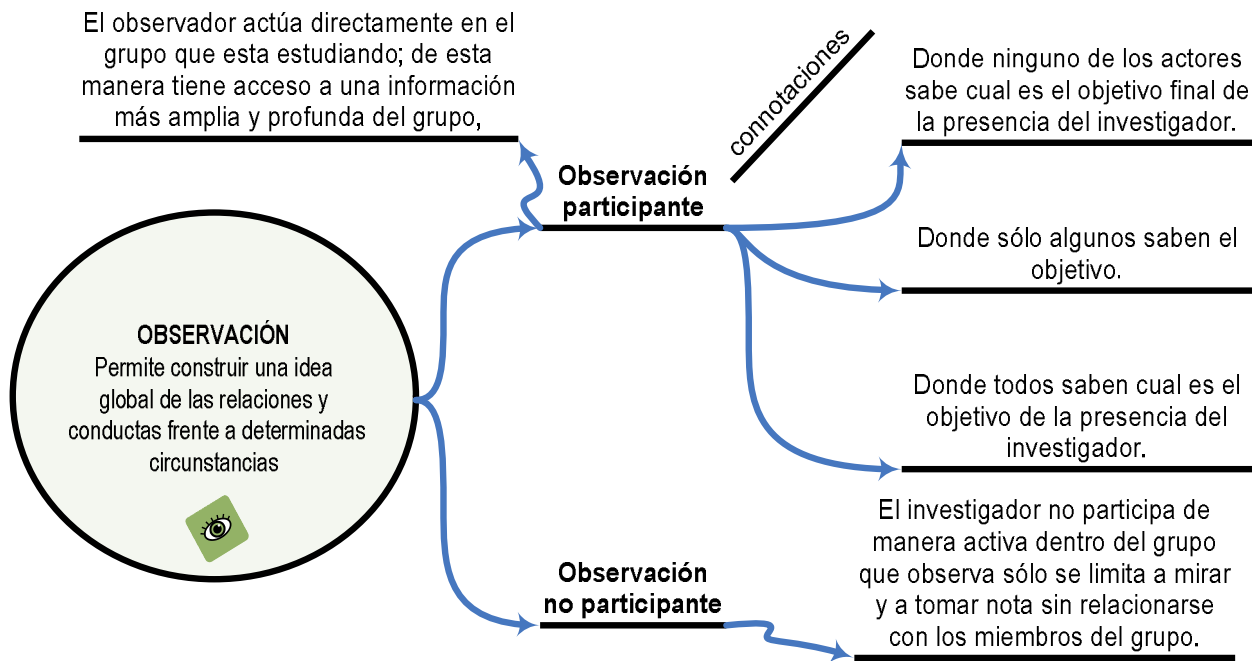 El observador actúa directamente en el
grupo que esta estudiando; de esta
manera tiene acceso a una información
más amplia y profunda del grupo,
connotaciones
Donde ninguno de los actores
sabe cual es el objetivo final de
la presencia del investigador.
Observación
participante
Donde sólo algunos saben el
objetivo.
OBSERVACIÓN
Permite construir una idea
global de las relaciones y
conductas frente a determinadas
circunstancias
Donde todos saben cual es el
objetivo de la presencia del
investigador.
Observación
no participante
El investigador no participa de
manera activa dentro del grupo
que observa sólo se limita a mirar
y a tomar nota sin relacionarse
con los miembros del grupo.